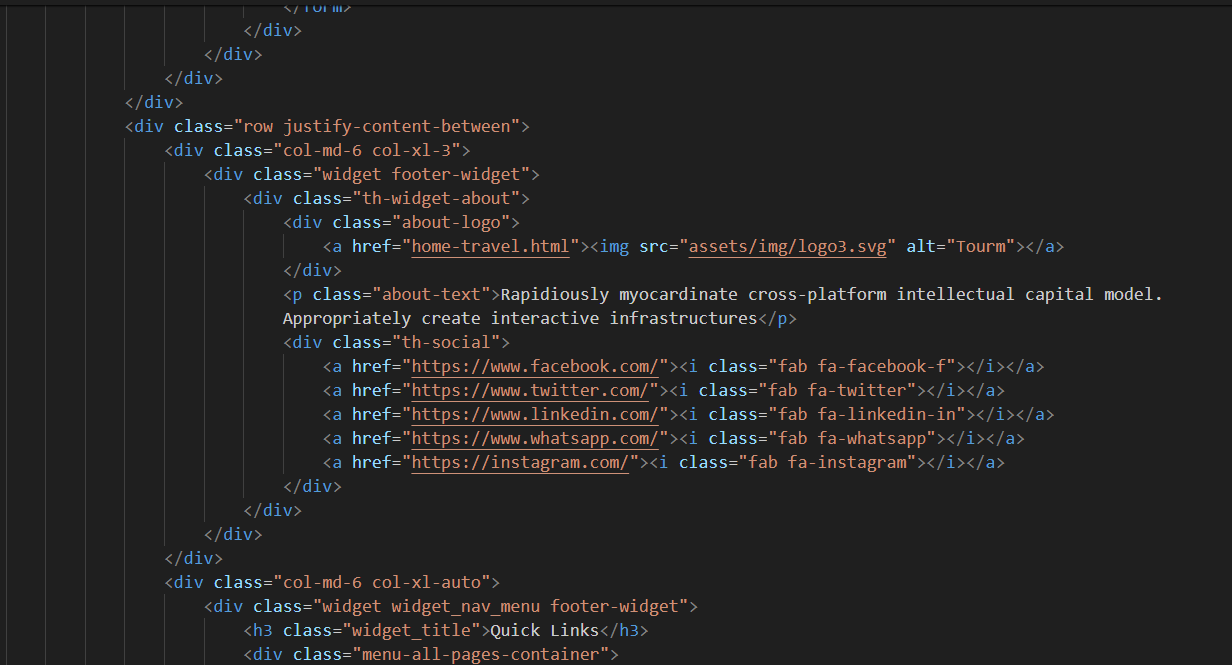 </form>
</div>
</div>
</div>
</div>
<div class="row justify-content-between">
<div class="col-md-6 col-xl-3">
<div class="widget footer-widget">
<div class="th-widget-about">
<div class="about-logo">
<a href="home-travel.html"><img src="assets/img/logo3.svg" alt="Tourm"></a>
</div>
<p class="about-text">Rapidiously myocardinate cross-platform intellectual capital model.
Appropriately create interactive infrastructures</p>
<div class="th-social">
<a href="https://www.facebook.com/"><i class="fab fa-facebook-f"></i></a>
<a href="https://www.twitter.com/"><i class="fab fa-twitter"></i></a>
<a href="https://www.linkedin.com/"><i class="fab fa-linkedin-in"></i></a>
<a href="https://www.whatsapp.com/"><i class="fab fa-whatsapp"></i></a>
<a href="https://instagram.com/"><i class="fab fa-instagram"></i></a>
</div>
</div>
</div>
</div>
<div class="col-md-6 col-xl-auto">
<div class="widget widget_nav_menu footer-widget">
<h3 class="widget_title">Quick Links</h3>
<div class="menu-all-pages-container">